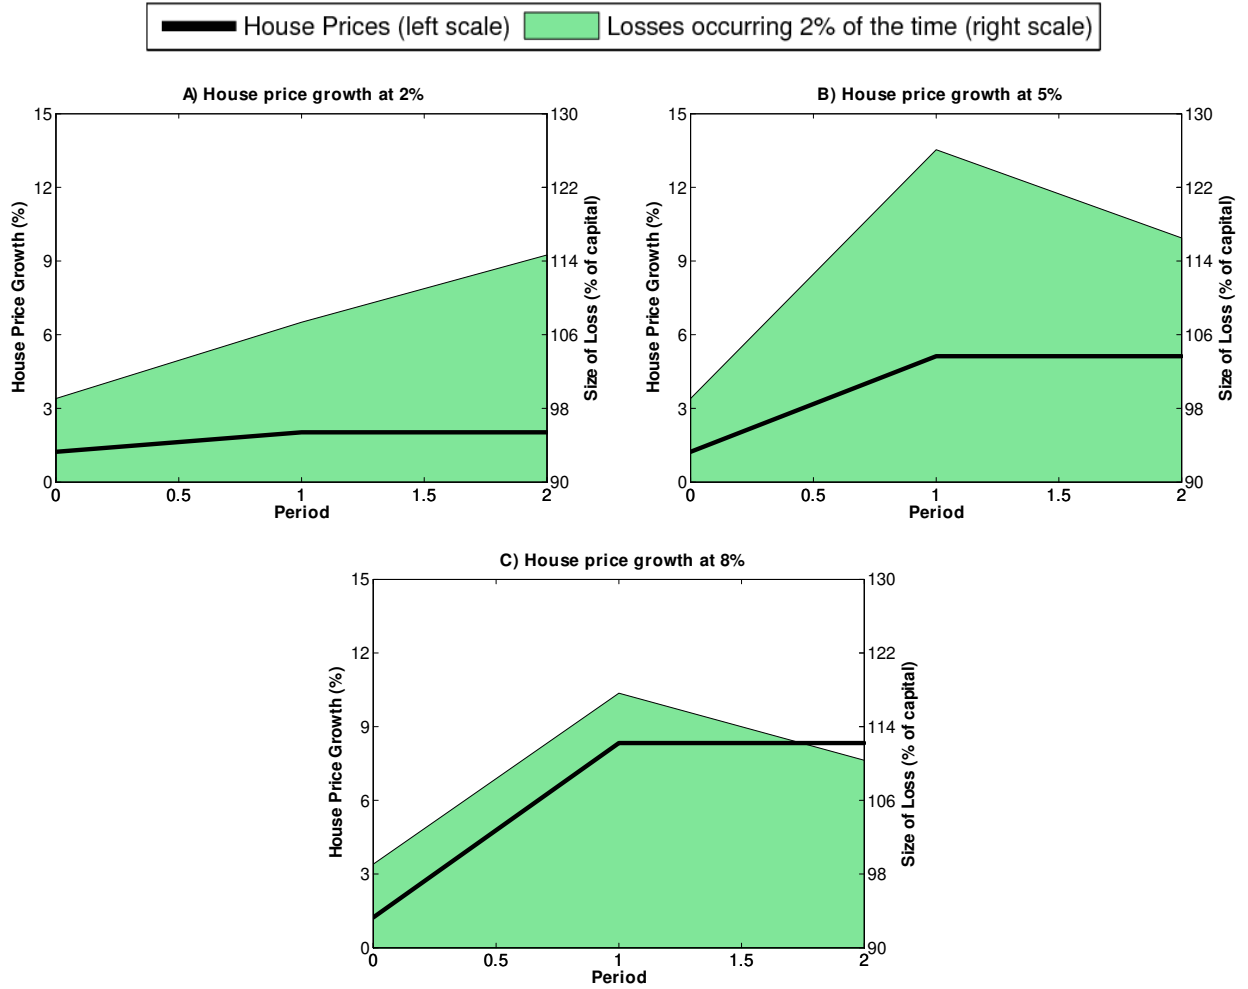 House Prices (left scale) Losses occurring 2% of the time (right scale)
A) House price growth at 2%
15
12
9
6
3
0
House Price Growth (%)
130
122
114
106
98
90
Size of Loss (% of capital)
0 0.5 1 1.5 2
Period
B) House price growth at 5%
15
12
9
6
3
0
House Price Growth (%)
130
122
114
106
98
90
Size of Loss (% of capital)
0 0.5 1 1.5 2
Period
C) House price growth at 8%
15
12
9
6
3
0
House Price Growth (%)
130
122
114
106
98
90
Size of Loss (% of capital)
0 0.5 1 1.5 2
Period